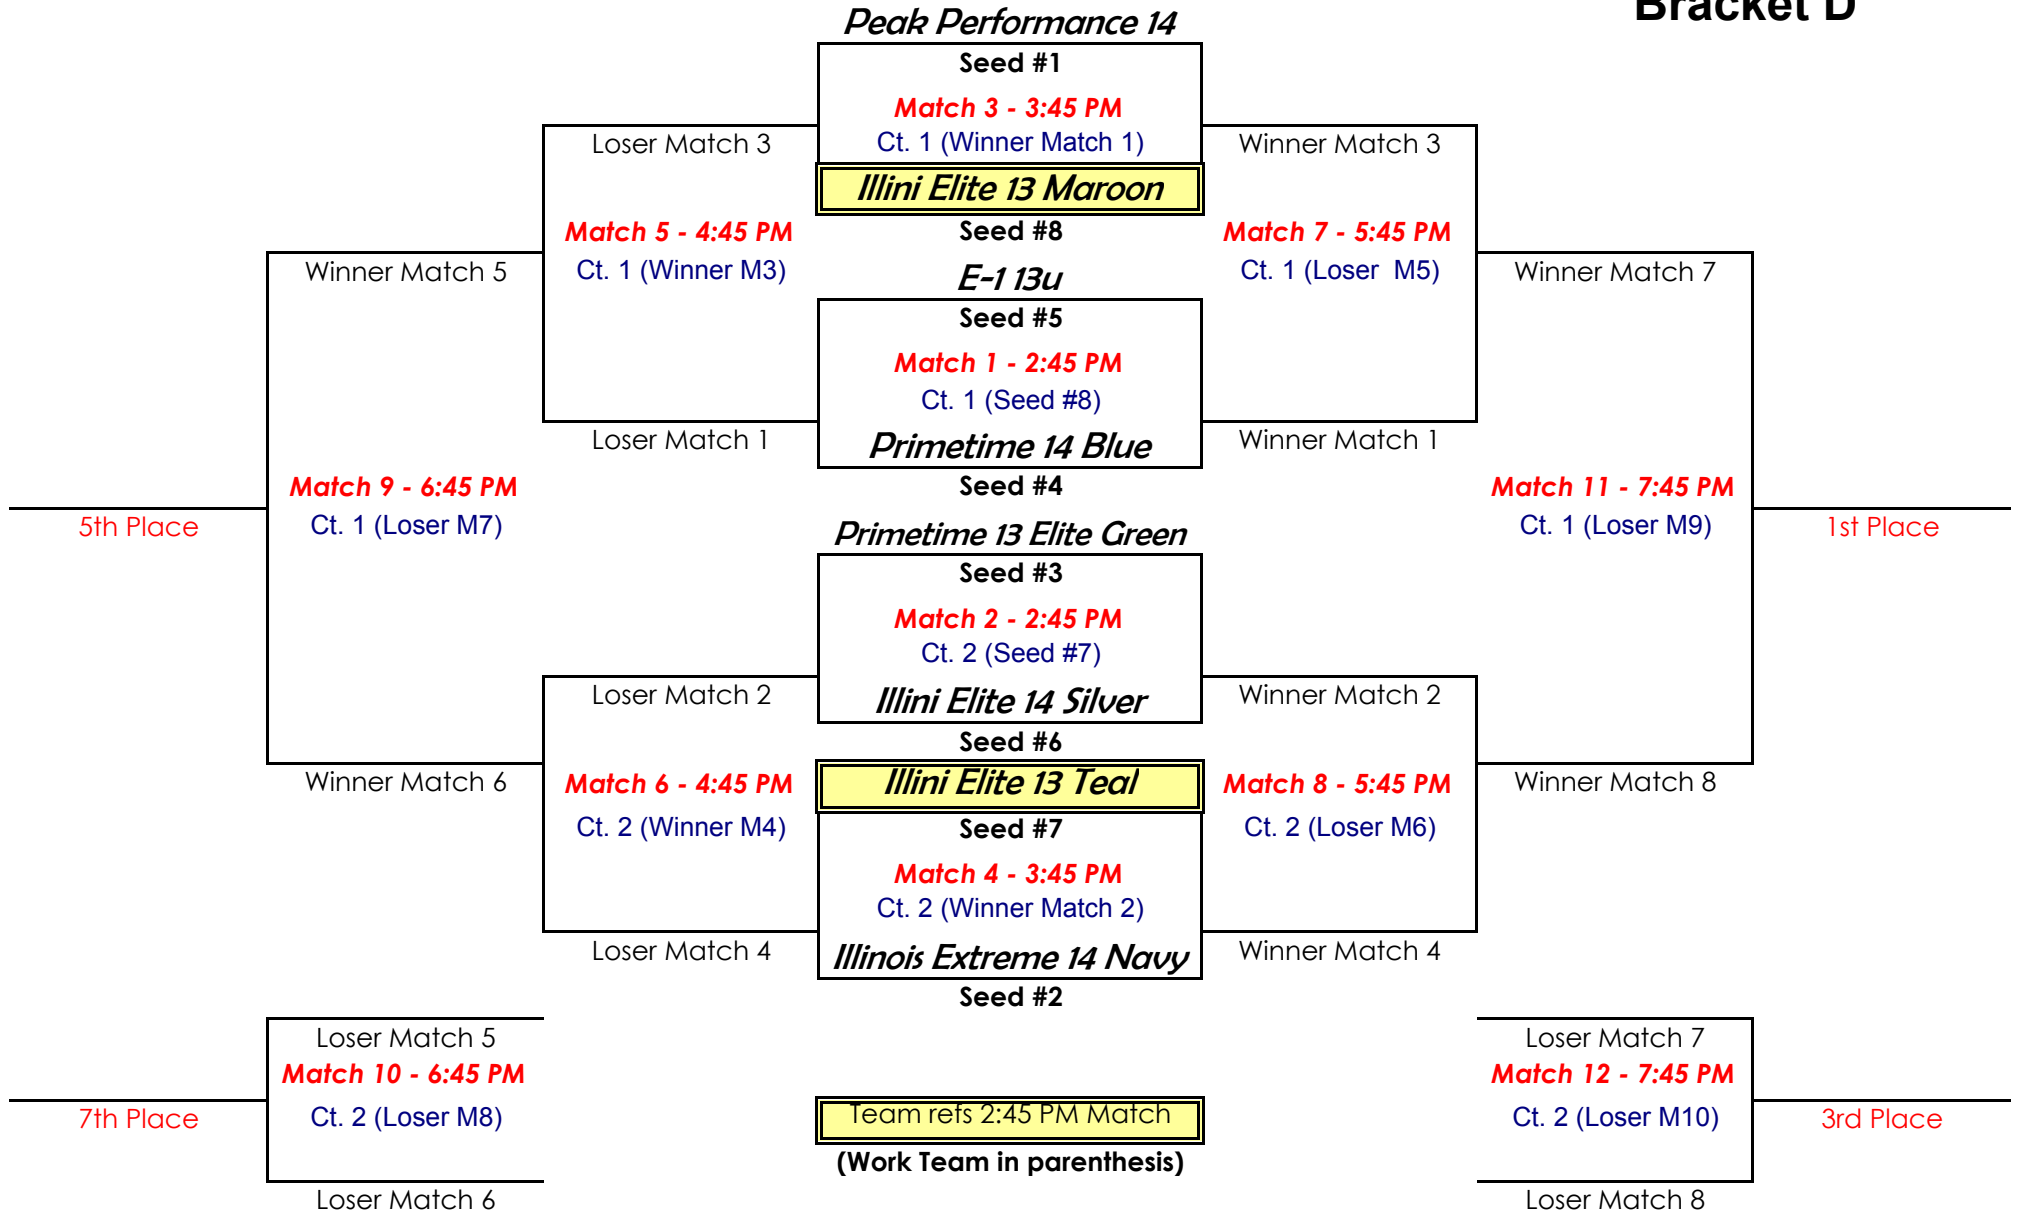 Bracket D
Peak Performance 14
Seed #1
Match 3 - 3:45 PM
Loser Match 3
Ct. 1 (Winner Match 1)
Winner Match 3
Illini Elite 13 Maroon
Match 5 - 4:45 PM
Seed #8
Match 7 - 5:45 PM
Winner Match 5
Ct. 1 (Winner M3)
E-1 13u
Ct. 1 (Loser M5)
Winner Match 7
Seed #5
Match 1 - 2:45 PM
Ct. 1 (Seed #8)
Loser Match 1
Primetime 14 Blue
Winner Match 1
Match 9 - 6:45 PM
Seed #4
Match 11 - 7:45 PM
5th Place
Ct. 1 (Loser M7)
Primetime 13 Elite Green
Ct. 1 (Loser M9)
1st Place
Seed #3
Match 2 - 2:45 PM
Ct. 2 (Seed #7)
Loser Match 2
Illini Elite 14 Silver
Winner Match 2
Seed #6
Winner Match 6
Match 6 - 4:45 PM
Illini Elite 13 Teal
Match 8 - 5:45 PM
Winner Match 8
Ct. 2 (Winner M4)
Seed #7
Ct. 2 (Loser M6)
Match 4 - 3:45 PM
Ct. 2 (Winner Match 2)
Loser Match 4
Illinois Extreme 14 Navy
Winner Match 4
Seed #2
Loser Match 5
Loser Match 7
Match 10 - 6:45 PM
Match 12 - 7:45 PM
7th Place
Ct. 2 (Loser M8)
Team refs 2:45 PM Match
Ct. 2 (Loser M10)
3rd Place
(Work Team in parenthesis)
Loser Match 6
Loser Match 8